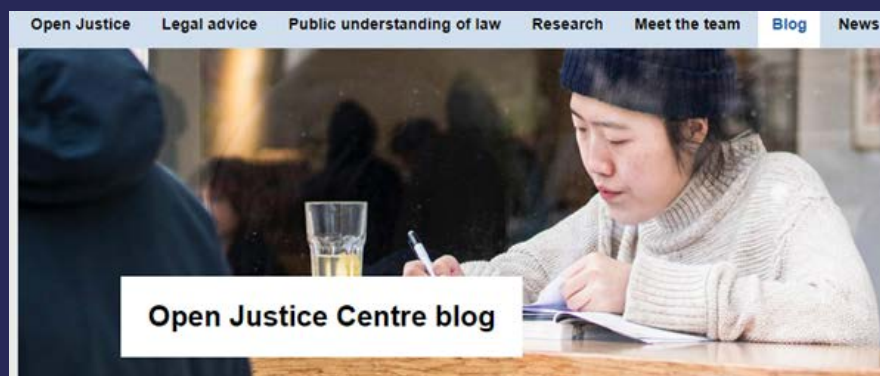 Open Justice Legal advice Public understanding of law Research Meet the team Blog News
Open Justice Centre blog